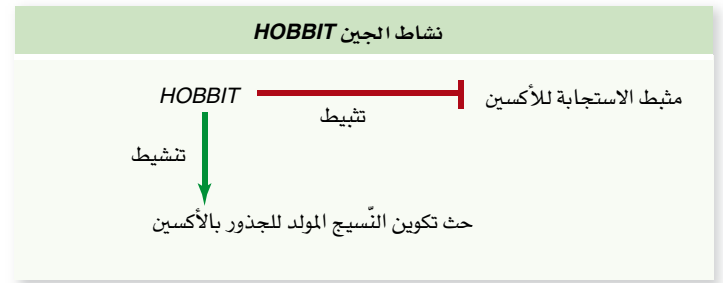 نشاط الجين HOBBIT
HOBBIT
مثبط الاستجابة للأكسين
تثبيط
تنشيط
حث تكوين النّسيج المولد للجذور بالأكسين